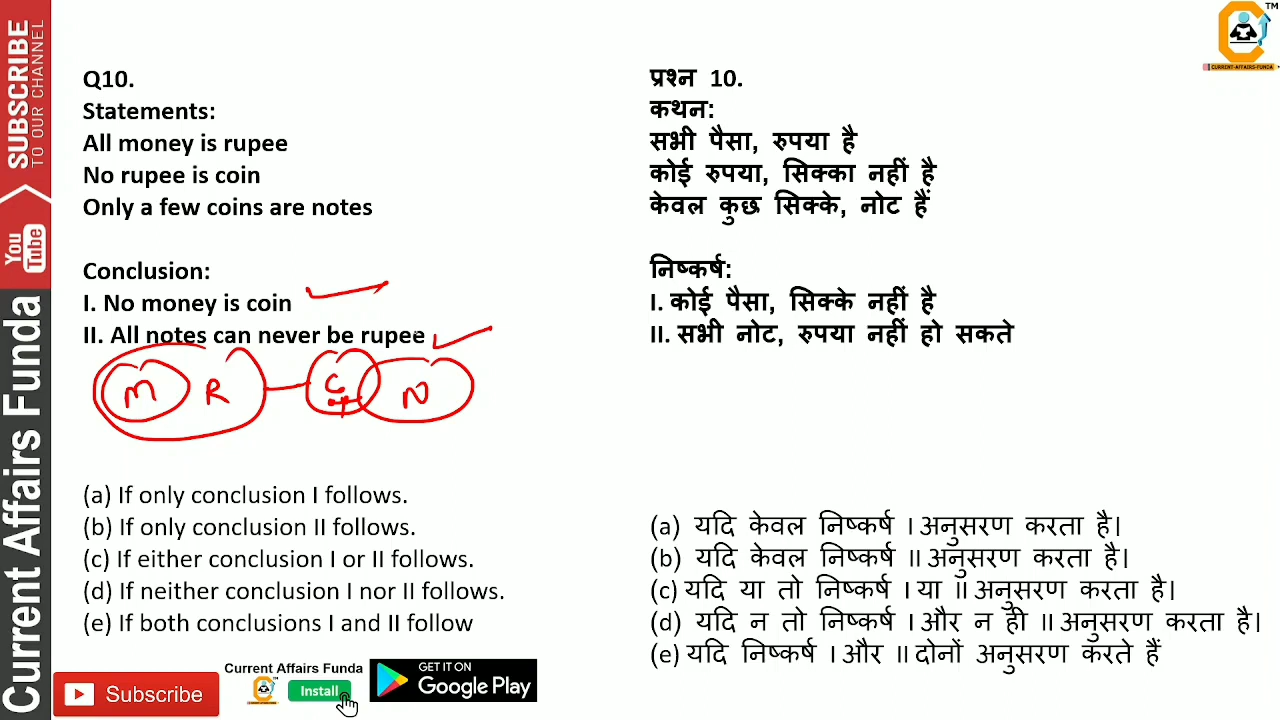 SUBSCRIBE
TO OUR CHANNEL
You Tube
Current Affairs Funda
TM
CURRENT-AFFAIRS-FUNDA
Q10.
Statements:
All money is rupee
No rupee is coin
Only a few coins are notes
Conclusion:
I. No money is coin
II. All notes can never be rupee
M R C N
(a) If only conclusion I follows.
(b) If only conclusion II follows.
(c) If either conclusion I or II follows.
(d) If neither conclusion I nor II follows.
(e) If both conclusions I and II follow
प्रश्न 10.
कथन:
सभी पैसा, रुपया है
कोई रुपया, सिक्का नहीं है
केवल कुछ सिक्के, नोट हैं
निष्कर्ष:
I. कोई पैसा, सिक्के नहीं है
II. सभी नोट, रुपया नहीं हो सकते
(a) यदि केवल निष्कर्ष I अनुसरण करता है।
(b) यदि केवल निष्कर्ष II अनुसरण करता है।
(c) यदि या तो निष्कर्ष I या II अनुसरण करता है।
(d) यदि न तो निष्कर्ष I और न ही II अनुसरण करता है।
(e) यदि निष्कर्ष I और II दोनों अनुसरण करते हैं
Subscribe
Current Affairs Funda
Install
GET IT ON
Google Play